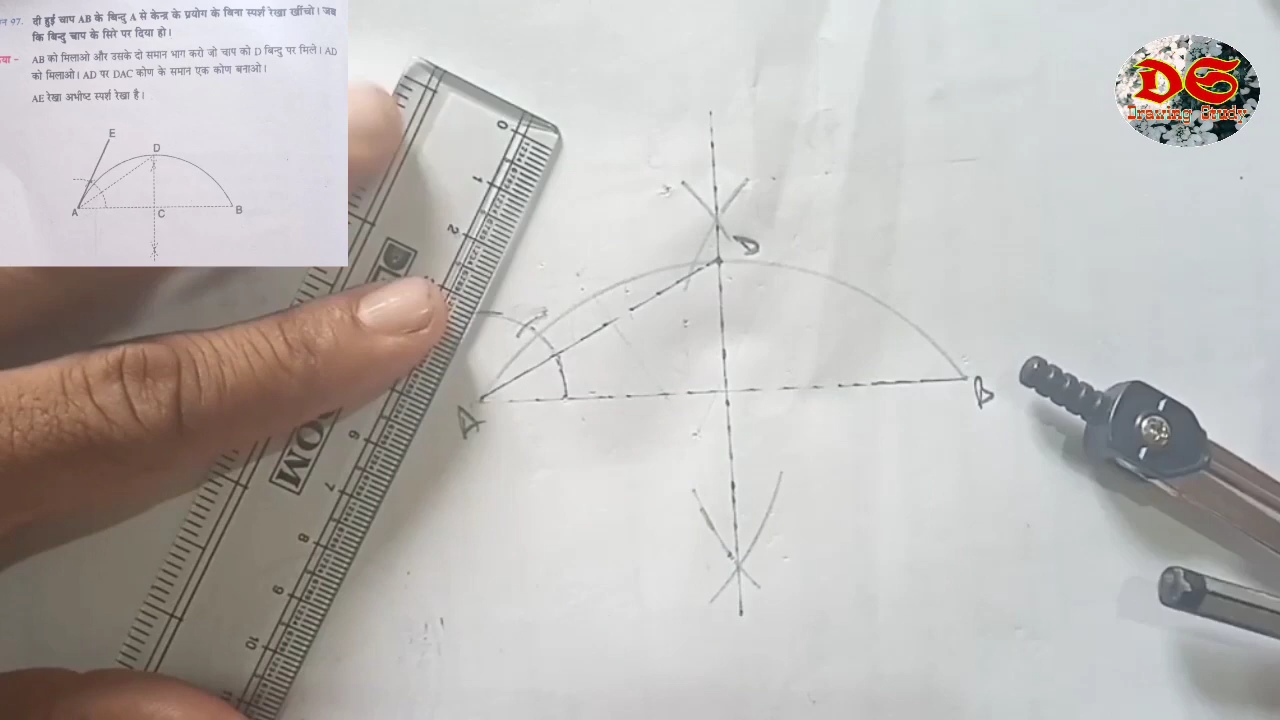 न 97. दी हुई चाप AB के बिन्दु A से केन्द्र के प्रयोग के बिना स्पर्श रेखा खींचो। जब
कि बिन्दु चाप के सिरे पर दिया हो।
या - AB को मिलाओ और उसके दो समान भाग करो जो चाप को D बिन्दु पर मिले। AD
को मिलाओ। AD पर DAC कोण के समान एक कोण बनाओ।
AE रेखा अभीष्ट स्पर्श रेखा है।
E
D
A
C
B
DS
Drawing Study
0
1
2
6
7
8
9
10
D
A
B